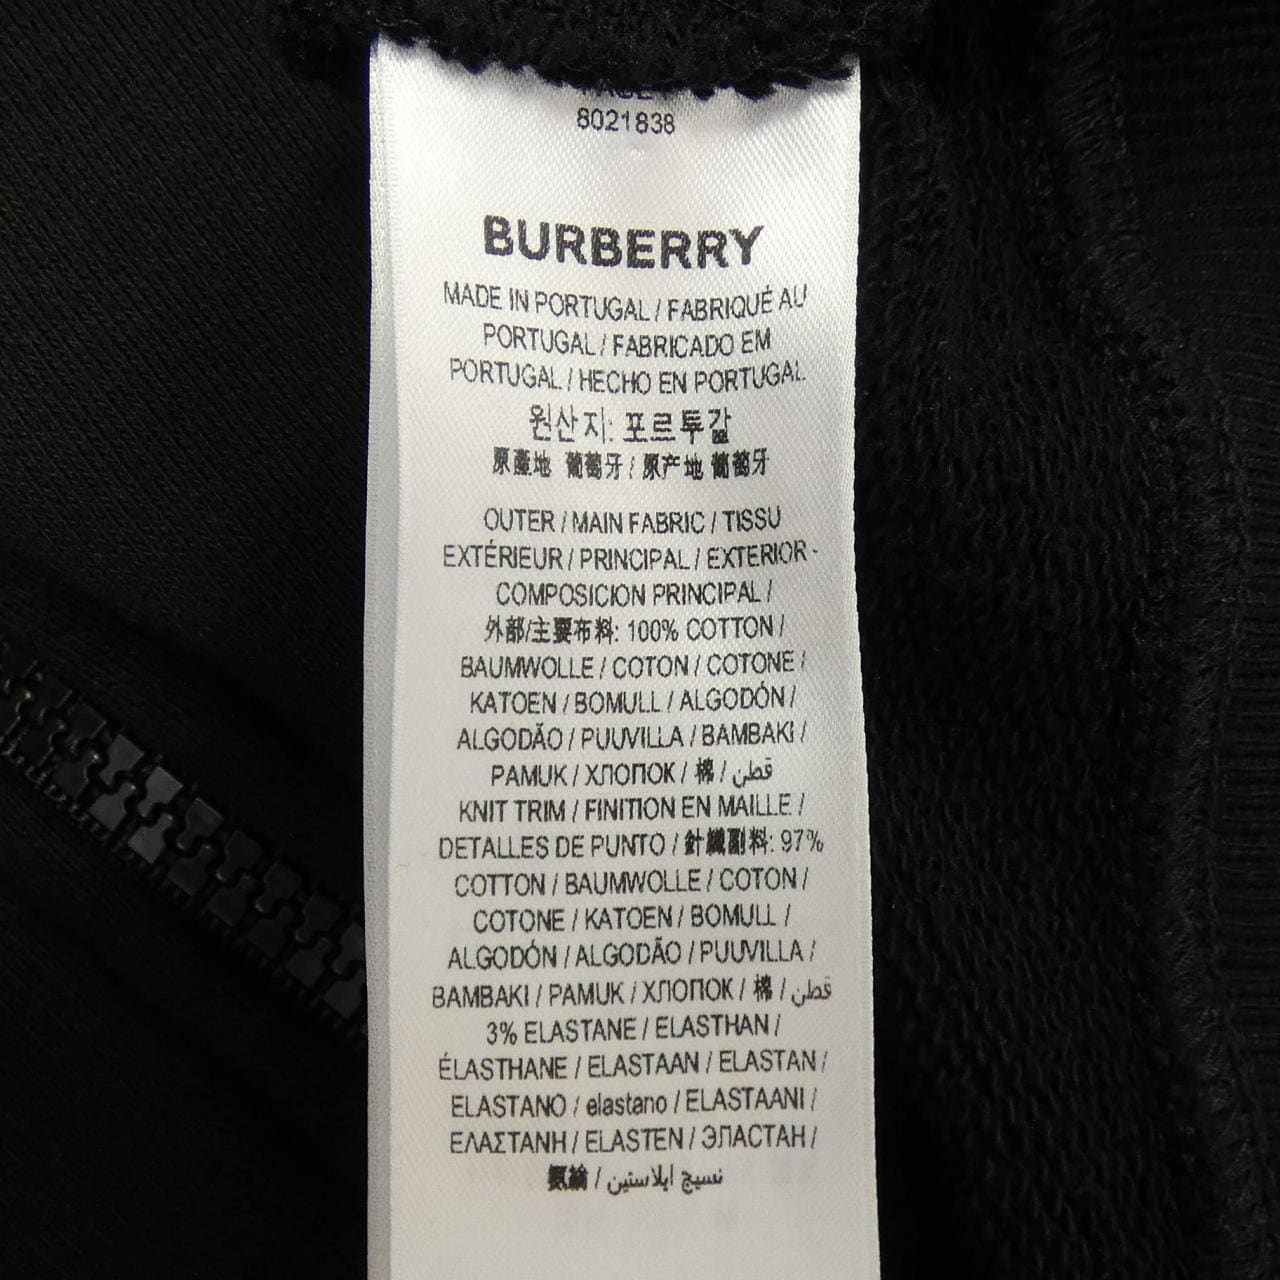 8021838
BURBERRY
MADE IN PORTUGAL / FABRIQUÉ AU
PORTUGAL / FABRICADO EM
PORTUGAL / HECHO EN PORTUGAL
원산지: 포르투갈
原產地 葡萄牙 / 原产地 葡萄牙
OUTER / MAIN FABRIC / TISSU
EXTÉRIEUR / PRINCIPAL / EXTERIOR -
COMPOSICION PRINCIPAL /
外部/主要布料: 100% COTTON /
BAUMWOLLE / COTON / COTONE /
KATOEN / BOMULL / ALGODÓN /
ALGODÃO / PUUVILLA / BAMBAKI /
PAMUK / ХЛОПОК / 棉 / قطن
KNIT TRIM / FINITION EN MAILLE /
DETALLES DE PUNTO / 針織副料: 97%
COTTON / BAUMWOLLE / COTON /
COTONE / KATOEN / BOMULL /
ALGODÓN / ALGODÃO / PUUVILLA /
BAMBAKI / PAMUK / ХЛОПОК / 棉 / قطن
3% ELASTANE / ELASTHAN /
ÉLASTHANE / ELASTAAN / ELASTAN /
ELASTANO / elastano / ELASTAANI /
ΕΛΑΣΤΑΝΗ / ELASTEN / ЭЛАСТАН /
氨綸 / نسيج ايلاستين